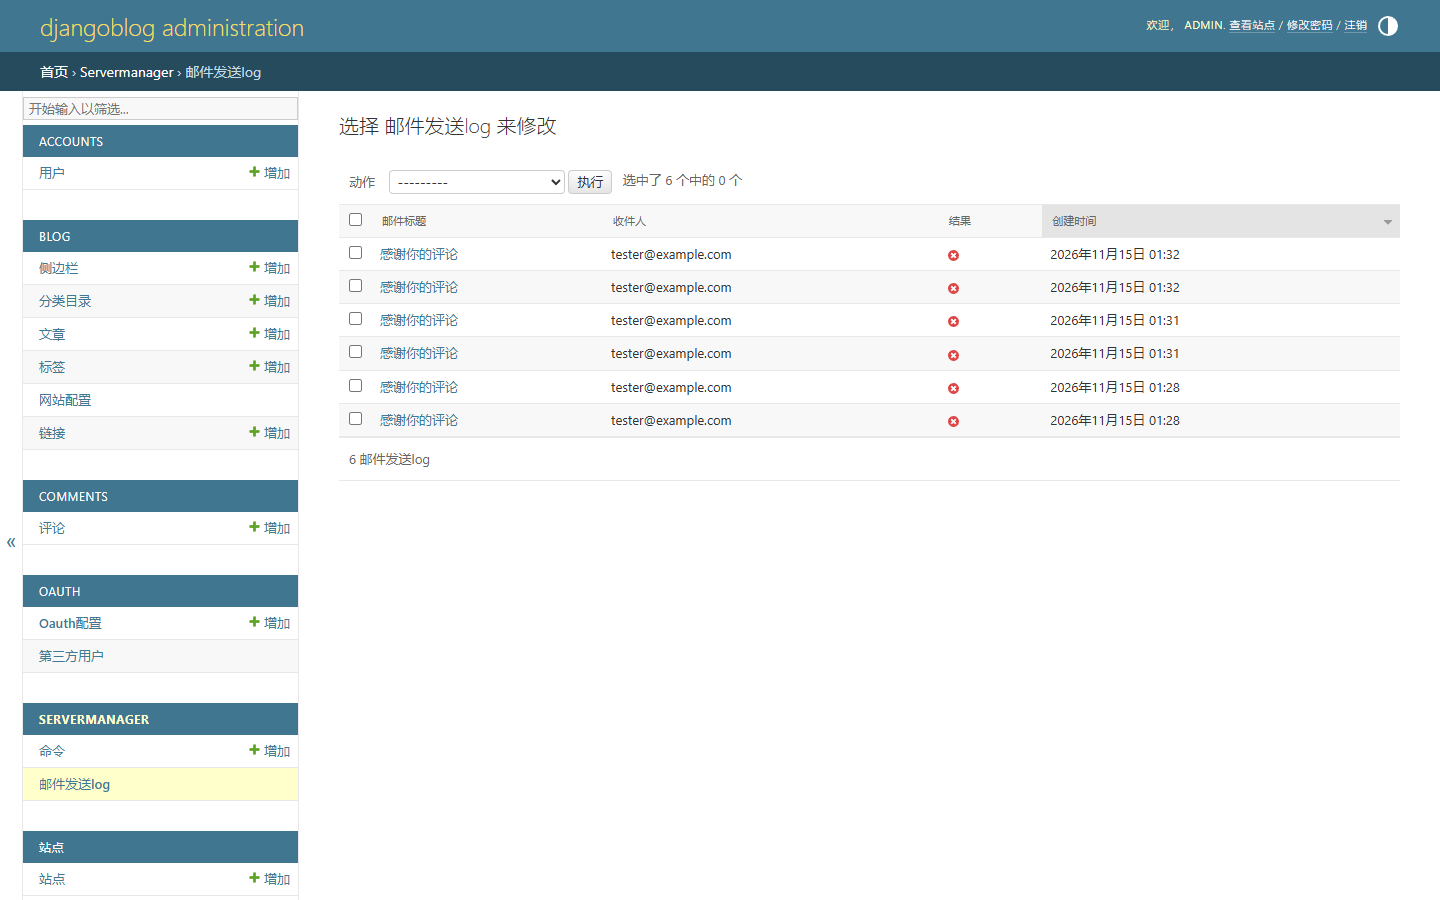 djangoblog administration
欢迎， ADMIN. 查看站点 / 修改密码 / 注销
首页 › Servermanager › 邮件发送log
开始输入以筛选...
ACCOUNTS
用户 增加
BLOG
侧边栏 增加
分类目录 增加
文章 增加
标签 增加
网站配置
链接 增加
COMMENTS
评论 增加
«
OAUTH
Oauth配置 增加
第三方用户
SERVERMANAGER
命令 增加
邮件发送log
站点
站点 增加
选择 邮件发送log 来修改
动作 --------- 执行 选中了 6 个中的 0 个
邮件标题 收件人 结果 创建时间
感谢你的评论 tester@example.com 2026年11月15日 01:32
感谢你的评论 tester@example.com 2026年11月15日 01:32
感谢你的评论 tester@example.com 2026年11月15日 01:31
感谢你的评论 tester@example.com 2026年11月15日 01:31
感谢你的评论 tester@example.com 2026年11月15日 01:28
感谢你的评论 tester@example.com 2026年11月15日 01:28
6 邮件发送log